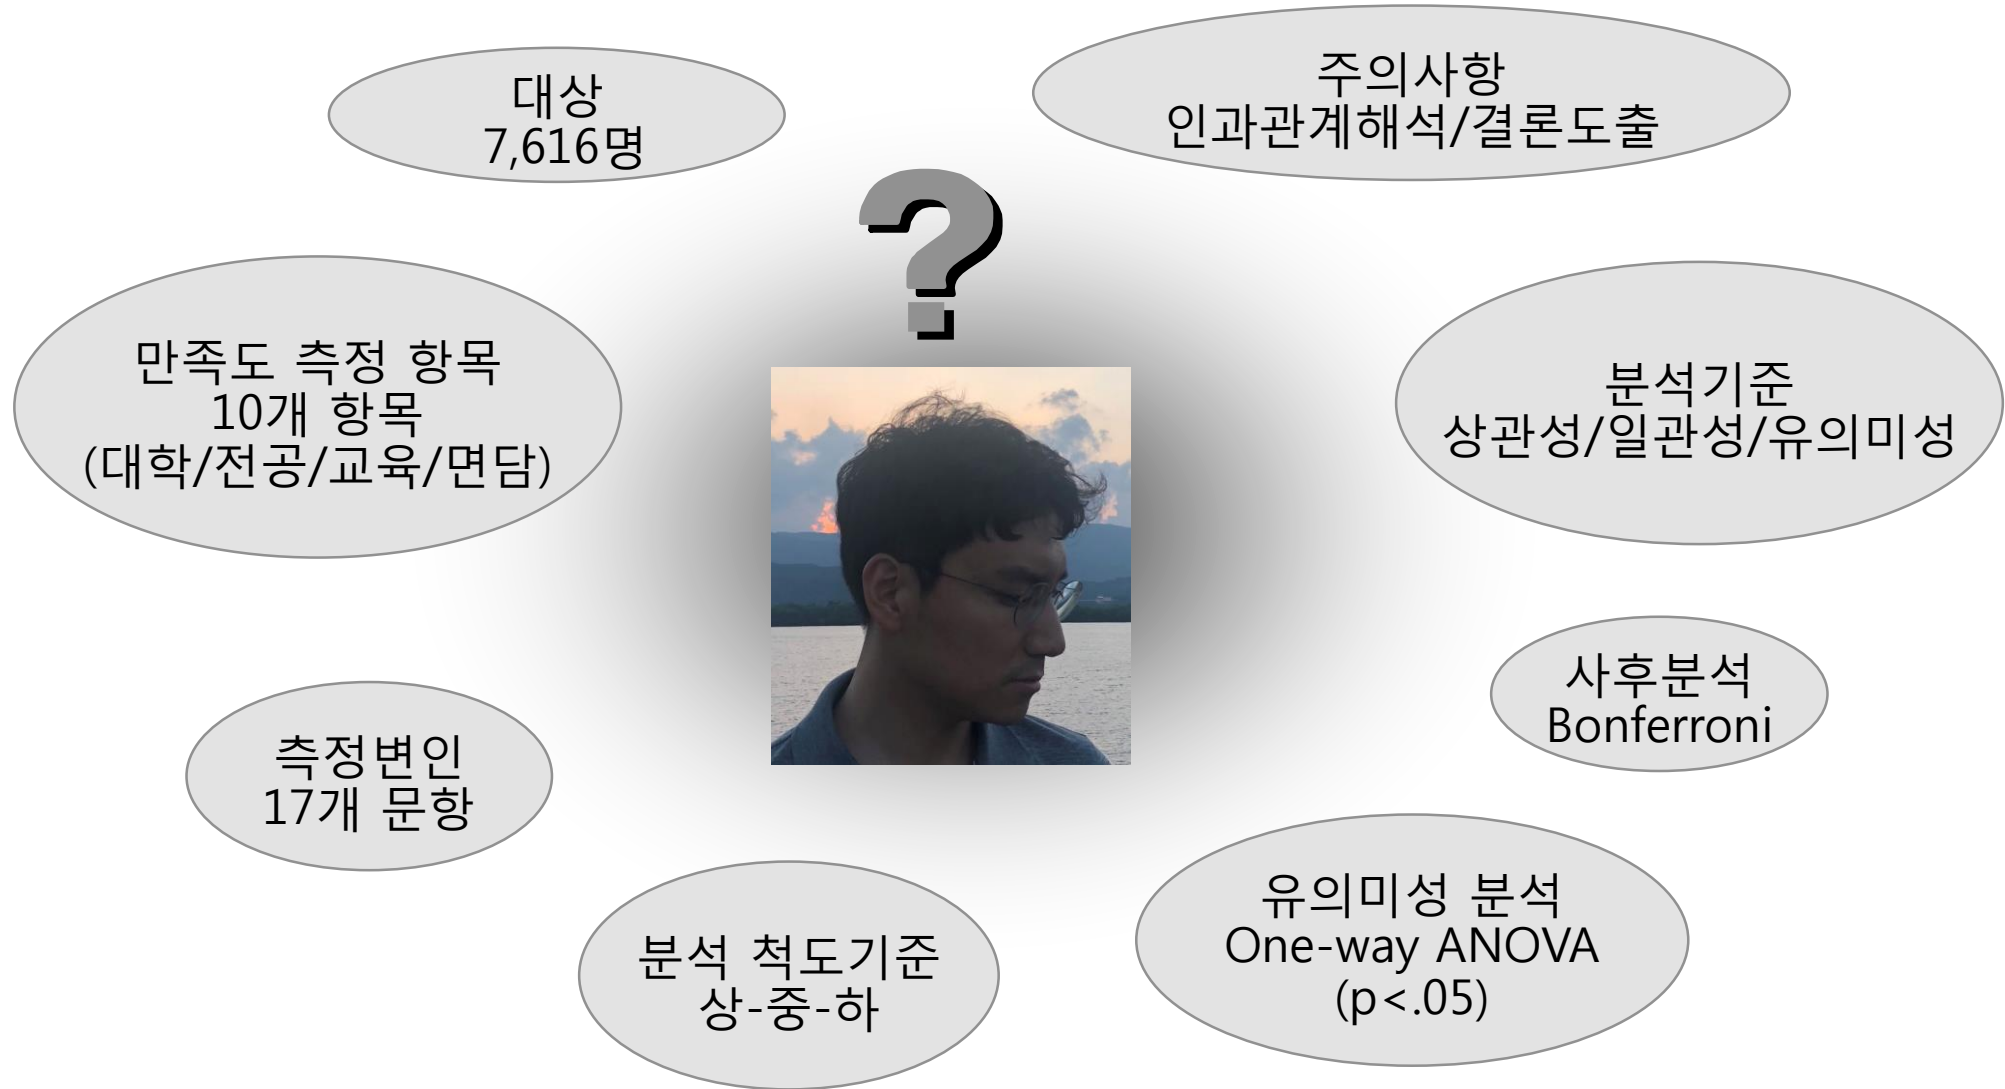 대상
7,616명
주의사항
인과관계해석/결론도출
?
만족도 측정 항목
10개 항목
(대학/전공/교육/면담)
분석기준
상관성/일관성/유의미성
사후분석
Bonferroni
측정변인
17개 문항
분석 척도기준
상-중-하
유의미성 분석
One-way ANOVA
(p<.05)